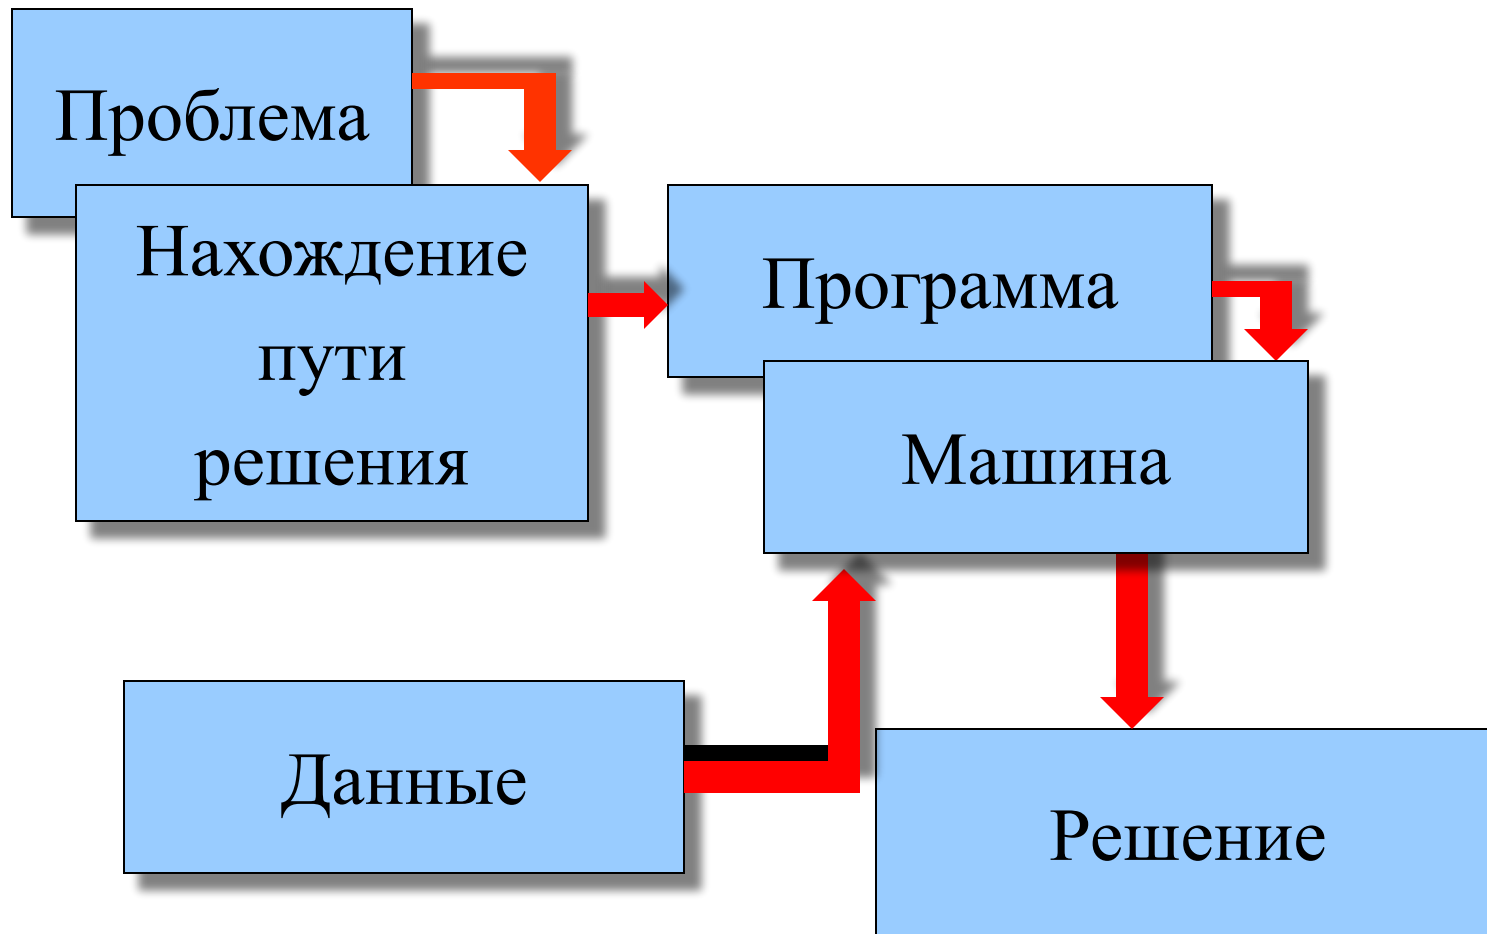 Проблема
Нахождение
пути
решения
Программа
Машина
Данные
Решение